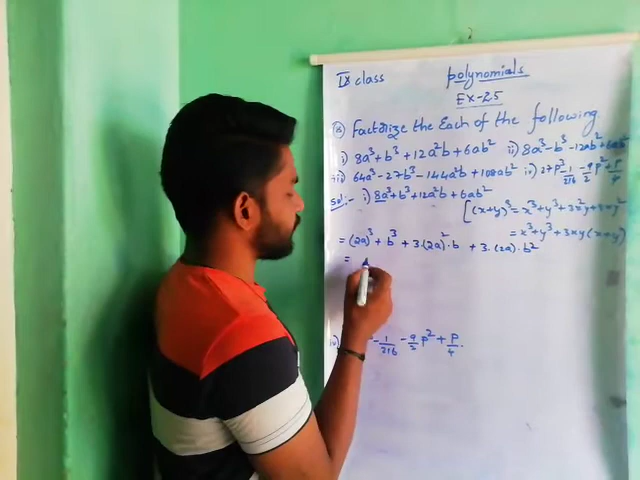 IX class polynomials
EX-2.5
Factorize the Each of the following
i) 8a³+b³+12a²b+6ab² ii) 8a³-b³-12ab²+6ab²
iii) 64a³-27b³-144a²b+108ab² iv) 27p³-1/216-9/2 p²+p/4
Sol:- i) 8a³+b³+12a²b+6ab²
[(x+y)³=x³+y³+3x²y+3xy²
=x³+y³+3xy(x+y)
=(2a)³+b³+3.(2a)².b+3.(2a).b²
=
iv) -1/216-9/2 p²+p/4.